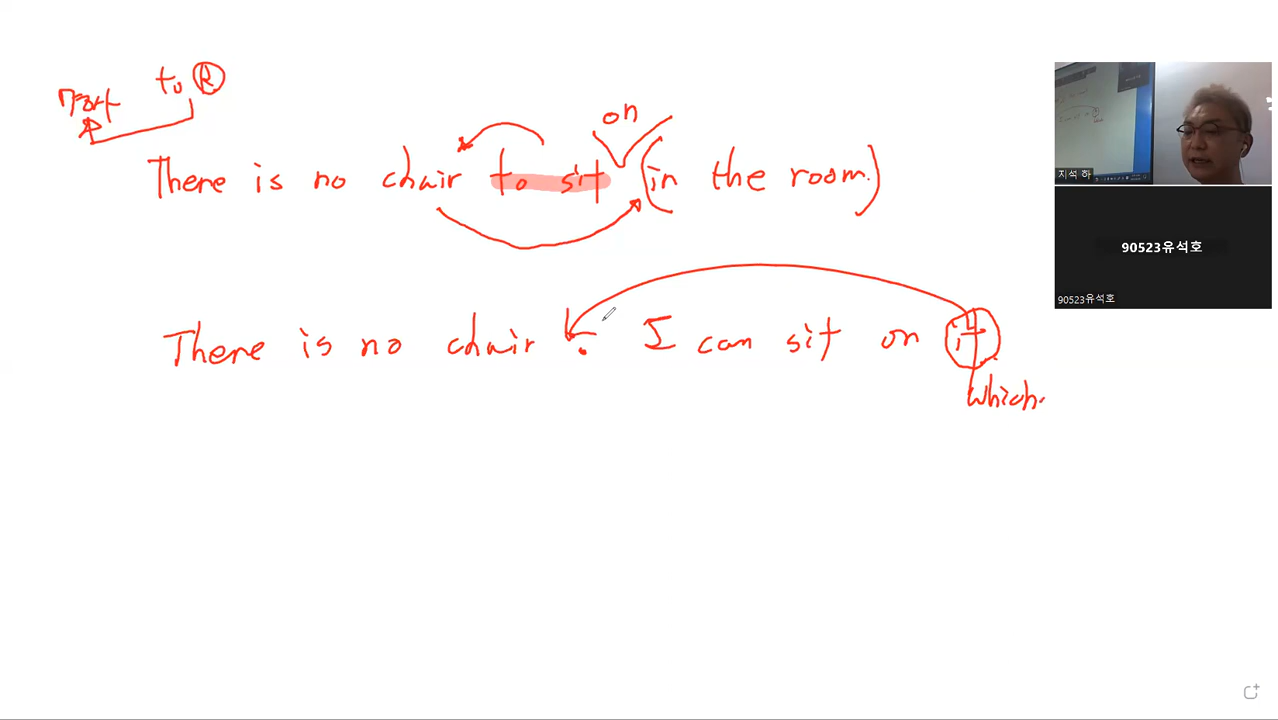 to R
on
There is no chair to sit (in the room.)
There is no chair . I can sit on it
which.
지석 하
90523유석호
90523유석호